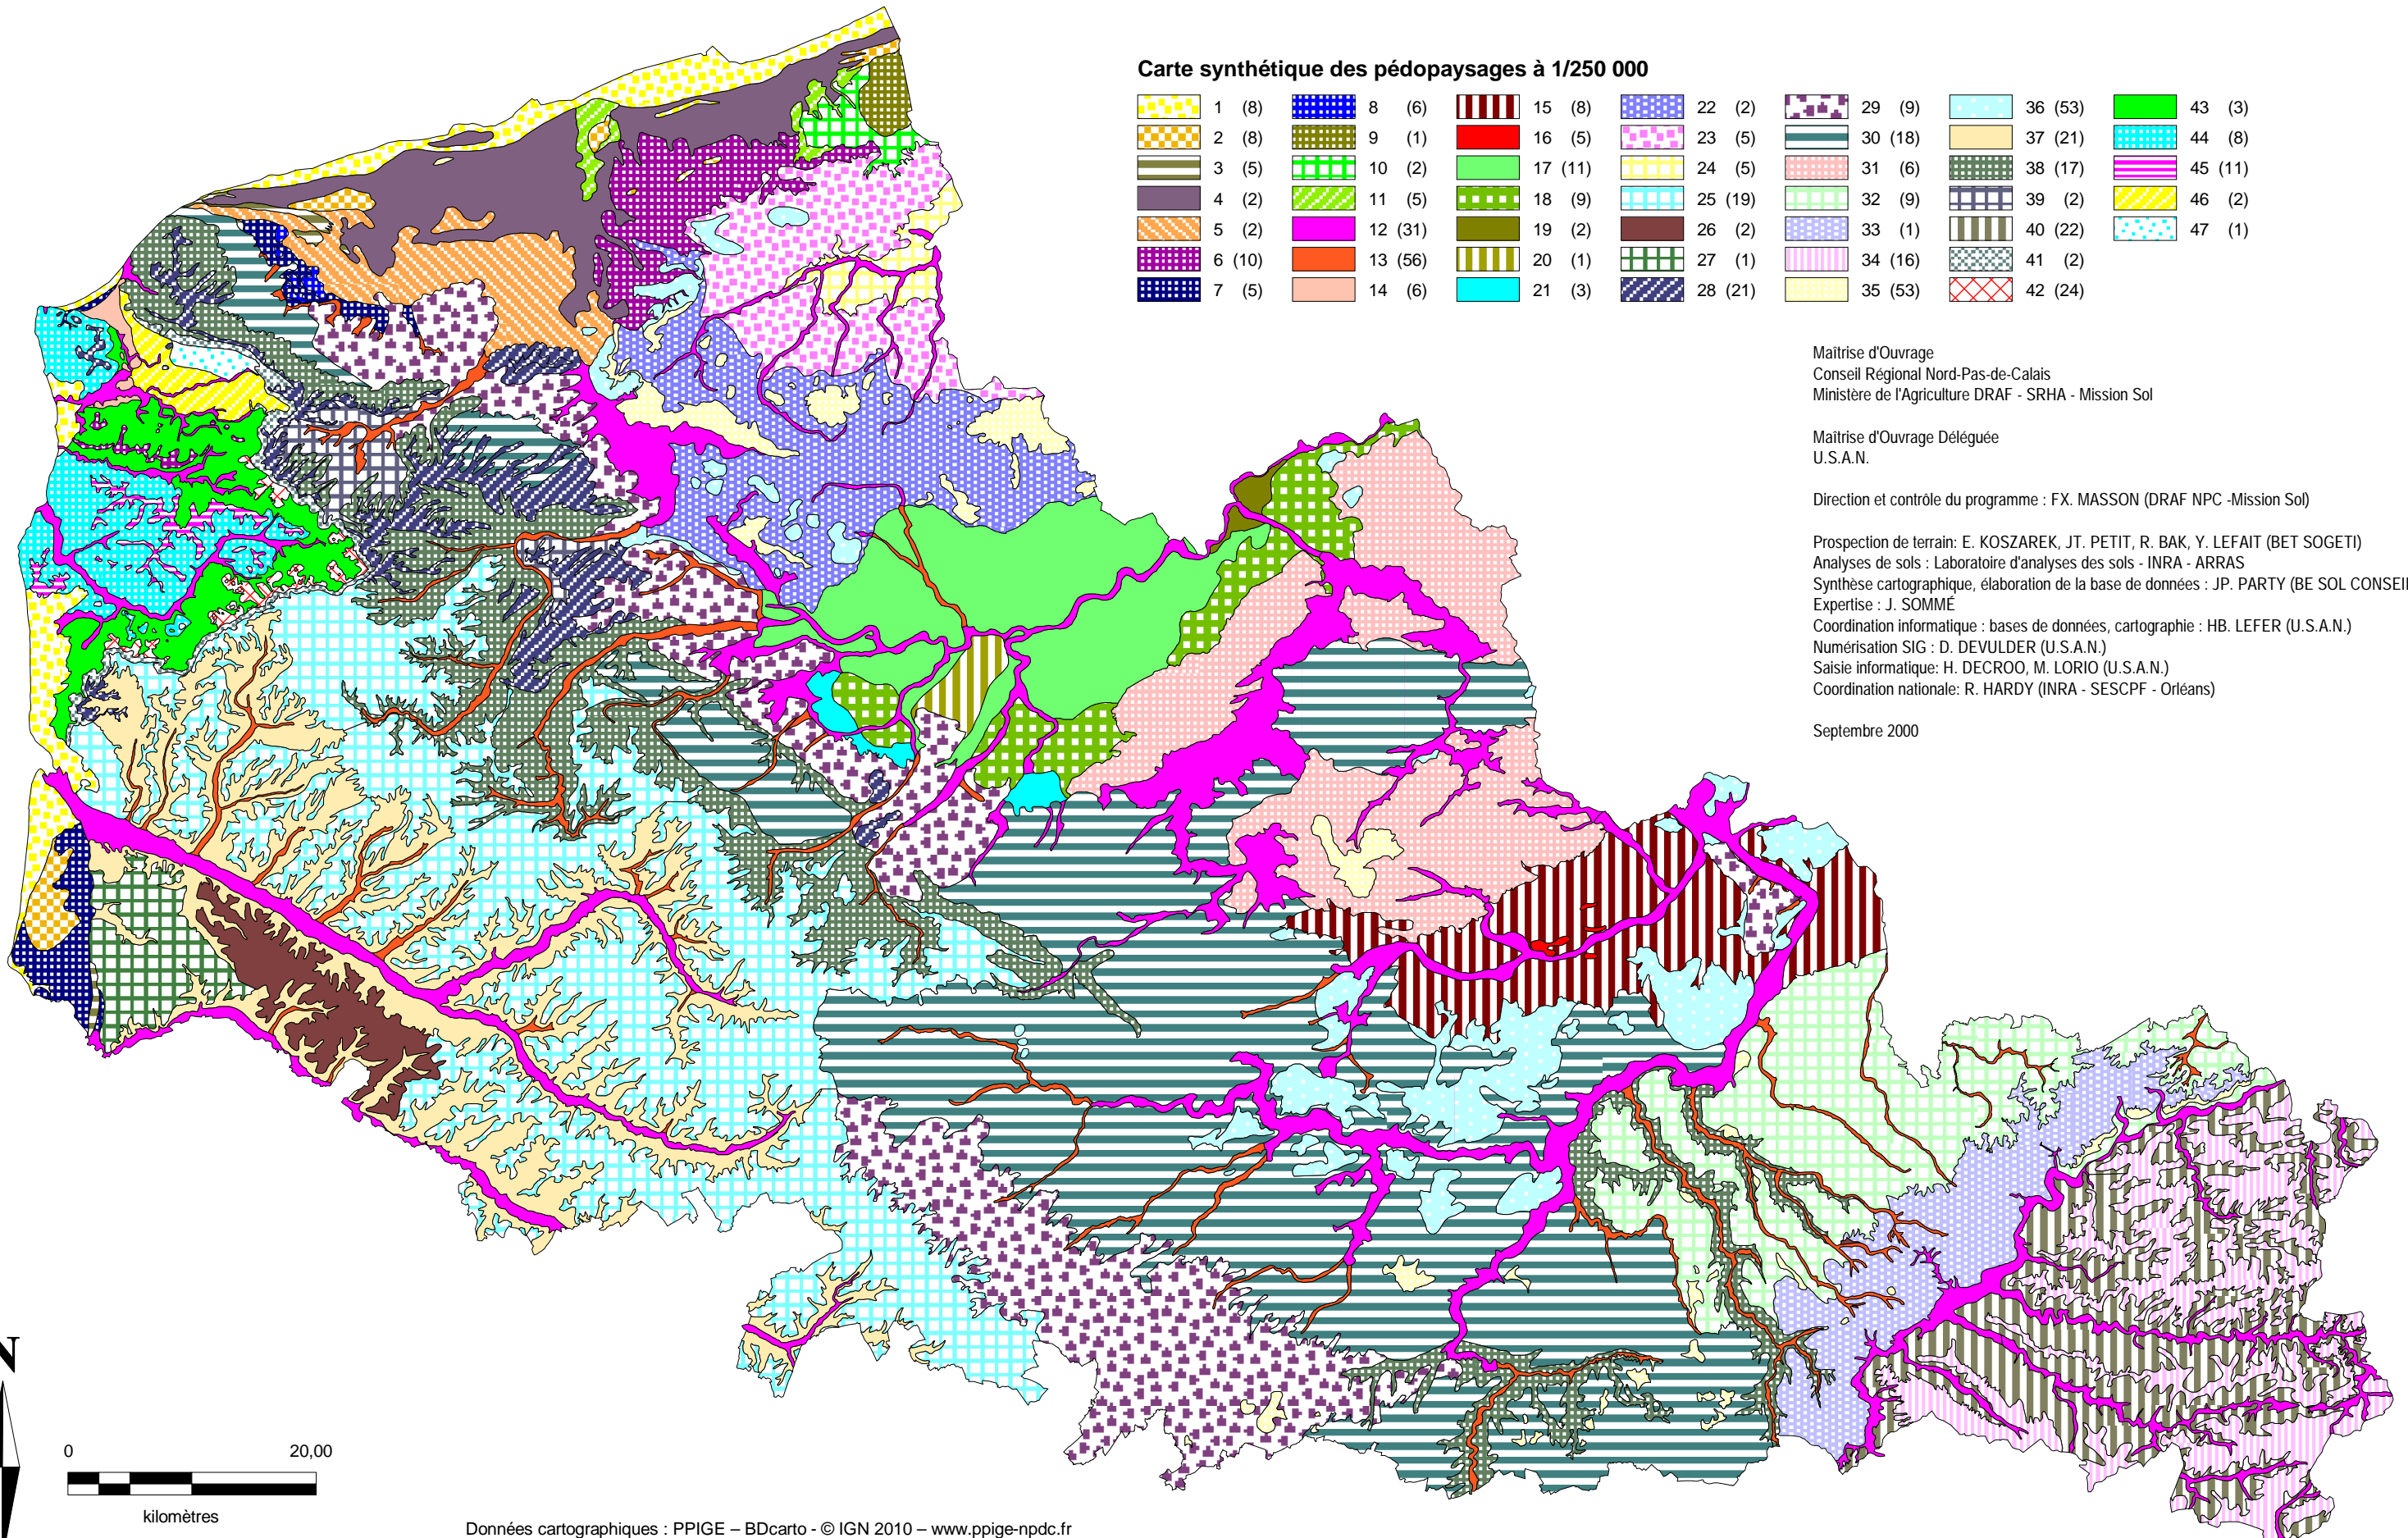 Carte synthétique des pédopaysages à 1/250 000
1 (8) 8 (6) 15 (8) 22 (2) 29 (9) 36 (53) 43 (3)
2 (8) 9 (1) 16 (5) 23 (5) 30 (18) 37 (21) 44 (8)
3 (5) 10 (2) 17 (11) 24 (5) 31 (6) 38 (17) 45 (11)
4 (2) 11 (5) 18 (9) 25 (19) 32 (9) 39 (2) 46 (2)
5 (2) 12 (31) 19 (2) 26 (2) 33 (1) 40 (22) 47 (1)
6 (10) 13 (56) 20 (1) 27 (1) 34 (16) 41 (2)
7 (5) 14 (6) 21 (3) 28 (21) 35 (53) 42 (24)
Maîtrise d'Ouvrage
Conseil Régional Nord-Pas-de-Calais
Ministère de l'Agriculture DRAF - SRHA - Mission Sol
Maîtrise d'Ouvrage Déléguée
U.S.A.N.
Direction et contrôle du programme : FX. MASSON (DRAF NPC -Mission Sol)
Prospection de terrain: E. KOSZAREK, JT. PETIT, R. BAK, Y. LEFAIT (BET SOGETI)
Analyses de sols : Laboratoire d'analyses des sols - INRA - ARRAS
Synthèse cartographique, élaboration de la base de données : JP. PARTY (BE SOL CONSEIL
Expertise : J. SOMMÉ
Coordination informatique : bases de données, cartographie : HB. LEFER (U.S.A.N.)
Numérisation SIG : D. DEVULDER (U.S.A.N.)
Saisie informatique: H. DECROO, M. LORIO (U.S.A.N.)
Coordination nationale: R. HARDY (INRA - SESCPF - Orléans)
Septembre 2000
N
0 20,00
kilomètres
Données cartographiques : PPIGE – BDcarto - © IGN 2010 – www.ppige-npdc.fr